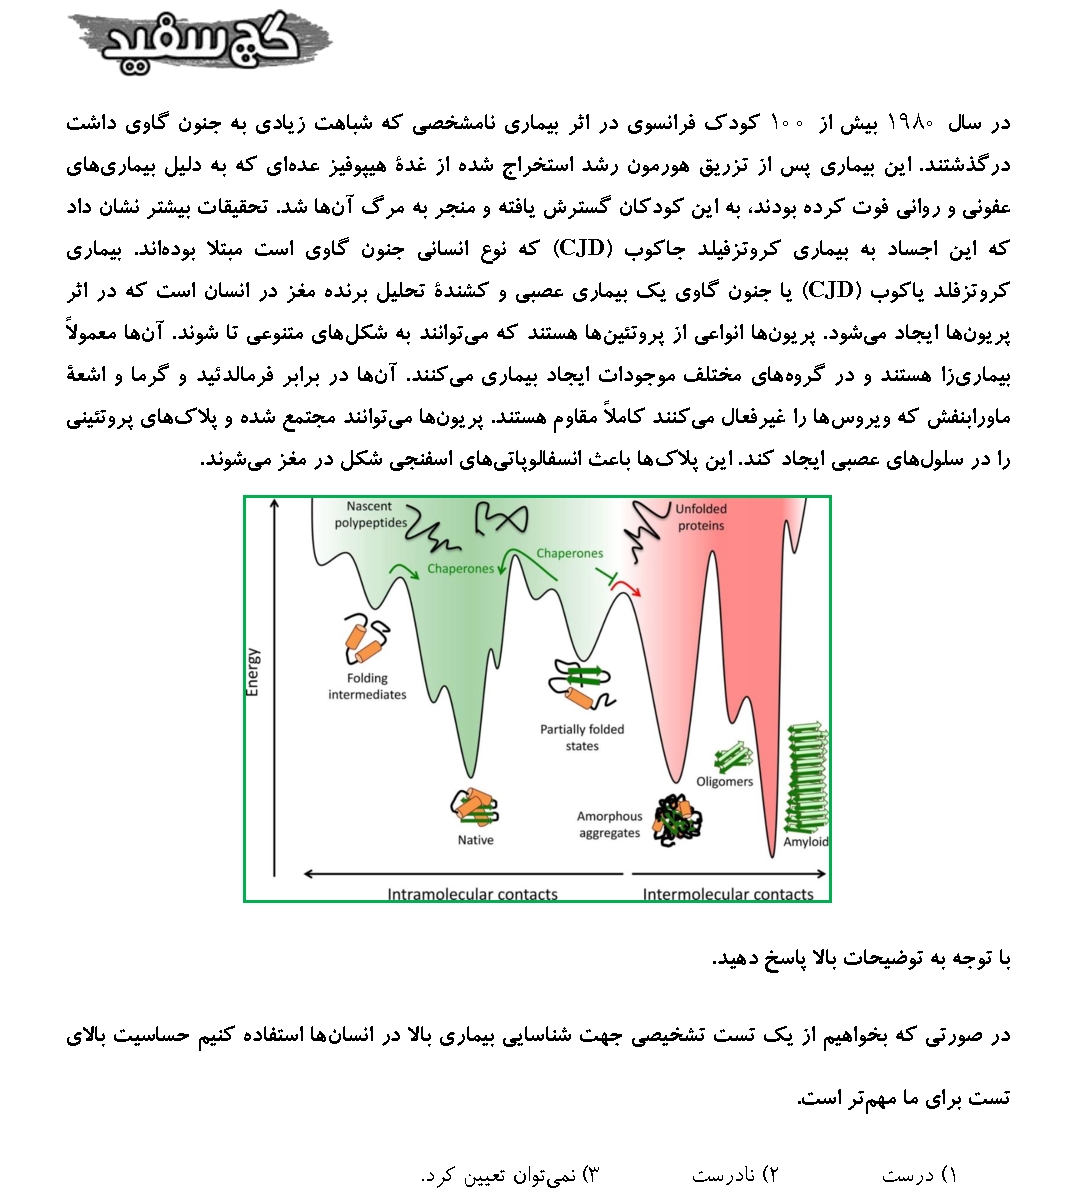 گچ سفید
در سال ۱۹۸۰ بیش از ۱۰۰ کودک فرانسوی در اثر بیماری نامشخصی که شباهت زیادی به جنون گاوی داشت
درگذشتند. این بیماری پس از تزریق هورمون رشد استخراج شده از غدهٔ هیپوفیز عده‌ای که به دلیل بیماری‌های
عفونی و روانی فوت کرده بودند، به این کودکان گسترش یافته و منجر به مرگ آن‌ها شد. تحقیقات بیشتر نشان داد
که این اجساد به بیماری کروتزفیلد جاکوب (CJD) که نوع انسانی جنون گاوی است مبتلا بوده‌اند. بیماری
کروتزفلد یاکوب (CJD) یا جنون گاوی یک بیماری عصبی و کشندهٔ تحلیل برنده مغز در انسان است که در اثر
پریون‌ها ایجاد می‌شود. پریون‌ها انواعی از پروتئین‌ها هستند که می‌توانند به شکل‌های متنوعی تا شوند. آن‌ها معمولاً
بیماری‌زا هستند و در گروه‌های مختلف موجودات ایجاد بیماری می‌کنند. آن‌ها در برابر فرمالدئید و گرما و اشعهٔ
ماورابنفش که ویروس‌ها را غیرفعال می‌کنند کاملاً مقاوم هستند. پریون‌ها می‌توانند مجتمع شده و پلاک‌های پروتئینی
را در سلول‌های عصبی ایجاد کند. این پلاک‌ها باعث انسفالوپاتی‌های اسفنجی شکل در مغز می‌شوند.
Nascent
polypeptides
Unfolded
proteins
Chaperones
Chaperones
Energy
Folding
intermediates
Partially folded
states
Native
Oligomers
Amorphous
aggregates
Amyloid
Intramolecular contacts
Intermolecular contacts
با توجه به توضیحات بالا پاسخ دهید.
در صورتی که بخواهیم از یک تست تشخیصی جهت شناسایی بیماری بالا در انسان‌ها استفاده کنیم حساسیت بالای
تست برای ما مهم‌تر است.
۱) درست ۲) نادرست ۳) نمی‌توان تعیین کرد.